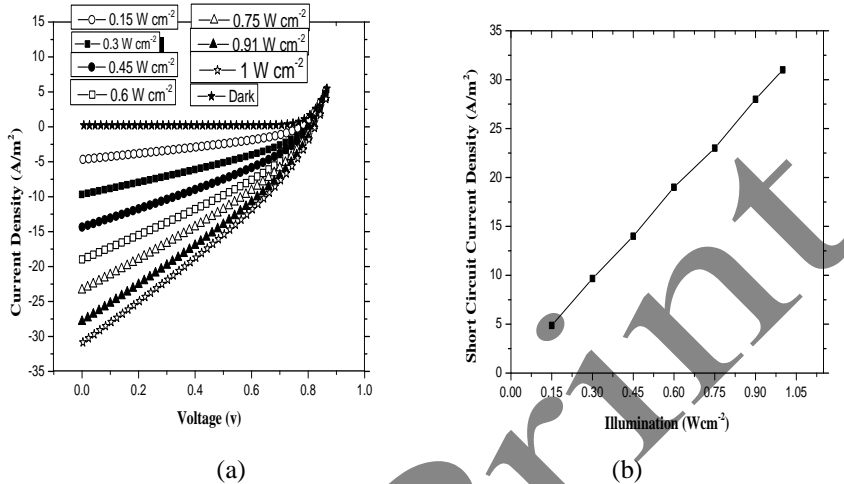 0.15 W cm-2
0.3 W cm-2
0.45 W cm-2
0.6 W cm-2
0.75 W cm-2
0.91 W cm-2
1 W cm-2
Dark
15
10
5
0
-5
-10
-15
-20
-25
-30
-35
0.0 0.2 0.4 0.6 0.8 1.0
Current Density (A/m2)
Voltage (v)
(a)
35
30
25
20
15
10
5
0
0.00 0.15 0.30 0.45 0.60 0.75 0.90 1.05
Short Circuit Current Density (A/m2)
Illumination (Wcm-2)
(b)
rint